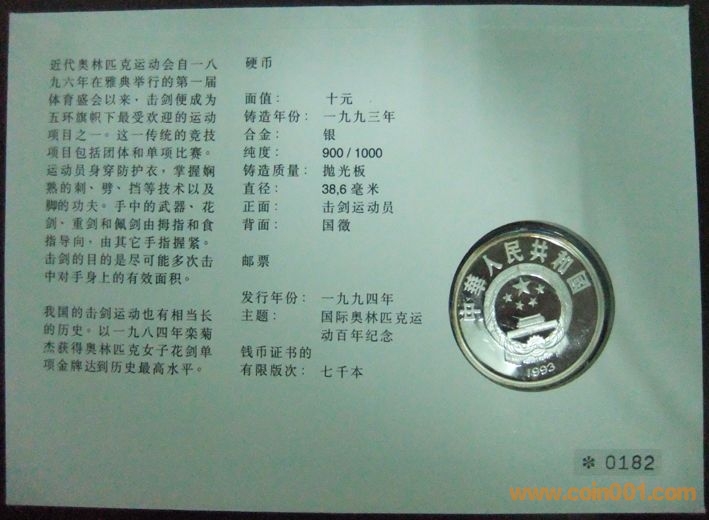 近代奥林匹克运动会自一八
九六年在雅典举行的第一届
体育盛会以来，击剑便成为
五环旗帜下最受欢迎的运动
项目之一。这一传统的竞技
项目包括团体和单项比赛。
运动员身穿防护衣，掌握娴
熟的刺、劈、挡等技术以及
脚的功夫。手中的武器、花
剑、重剑和佩剑由拇指和食
指导向，由其它手指握紧。
击剑的目的是尽可能多次击
中对手身上的有效面积。
我国的击剑运动也有相当长
的历史。以一九八四年栾菊
杰获得奥林匹克女子花剑单
项金牌达到历史最高水平。
硬币
面值： 十元
铸造年份： 一九九三年
合金： 银
纯度： 900 / 1000
铸造质量： 抛光板
直径： 38,6 毫米
正面： 击剑运动员
背面： 国徽
邮票
发行年份： 一九九四年
主题： 国际奥林匹克运
动百年纪念
钱币证书的
有限版次： 七千本
中華人民共和國
1993
* 0182
www.coin001.com